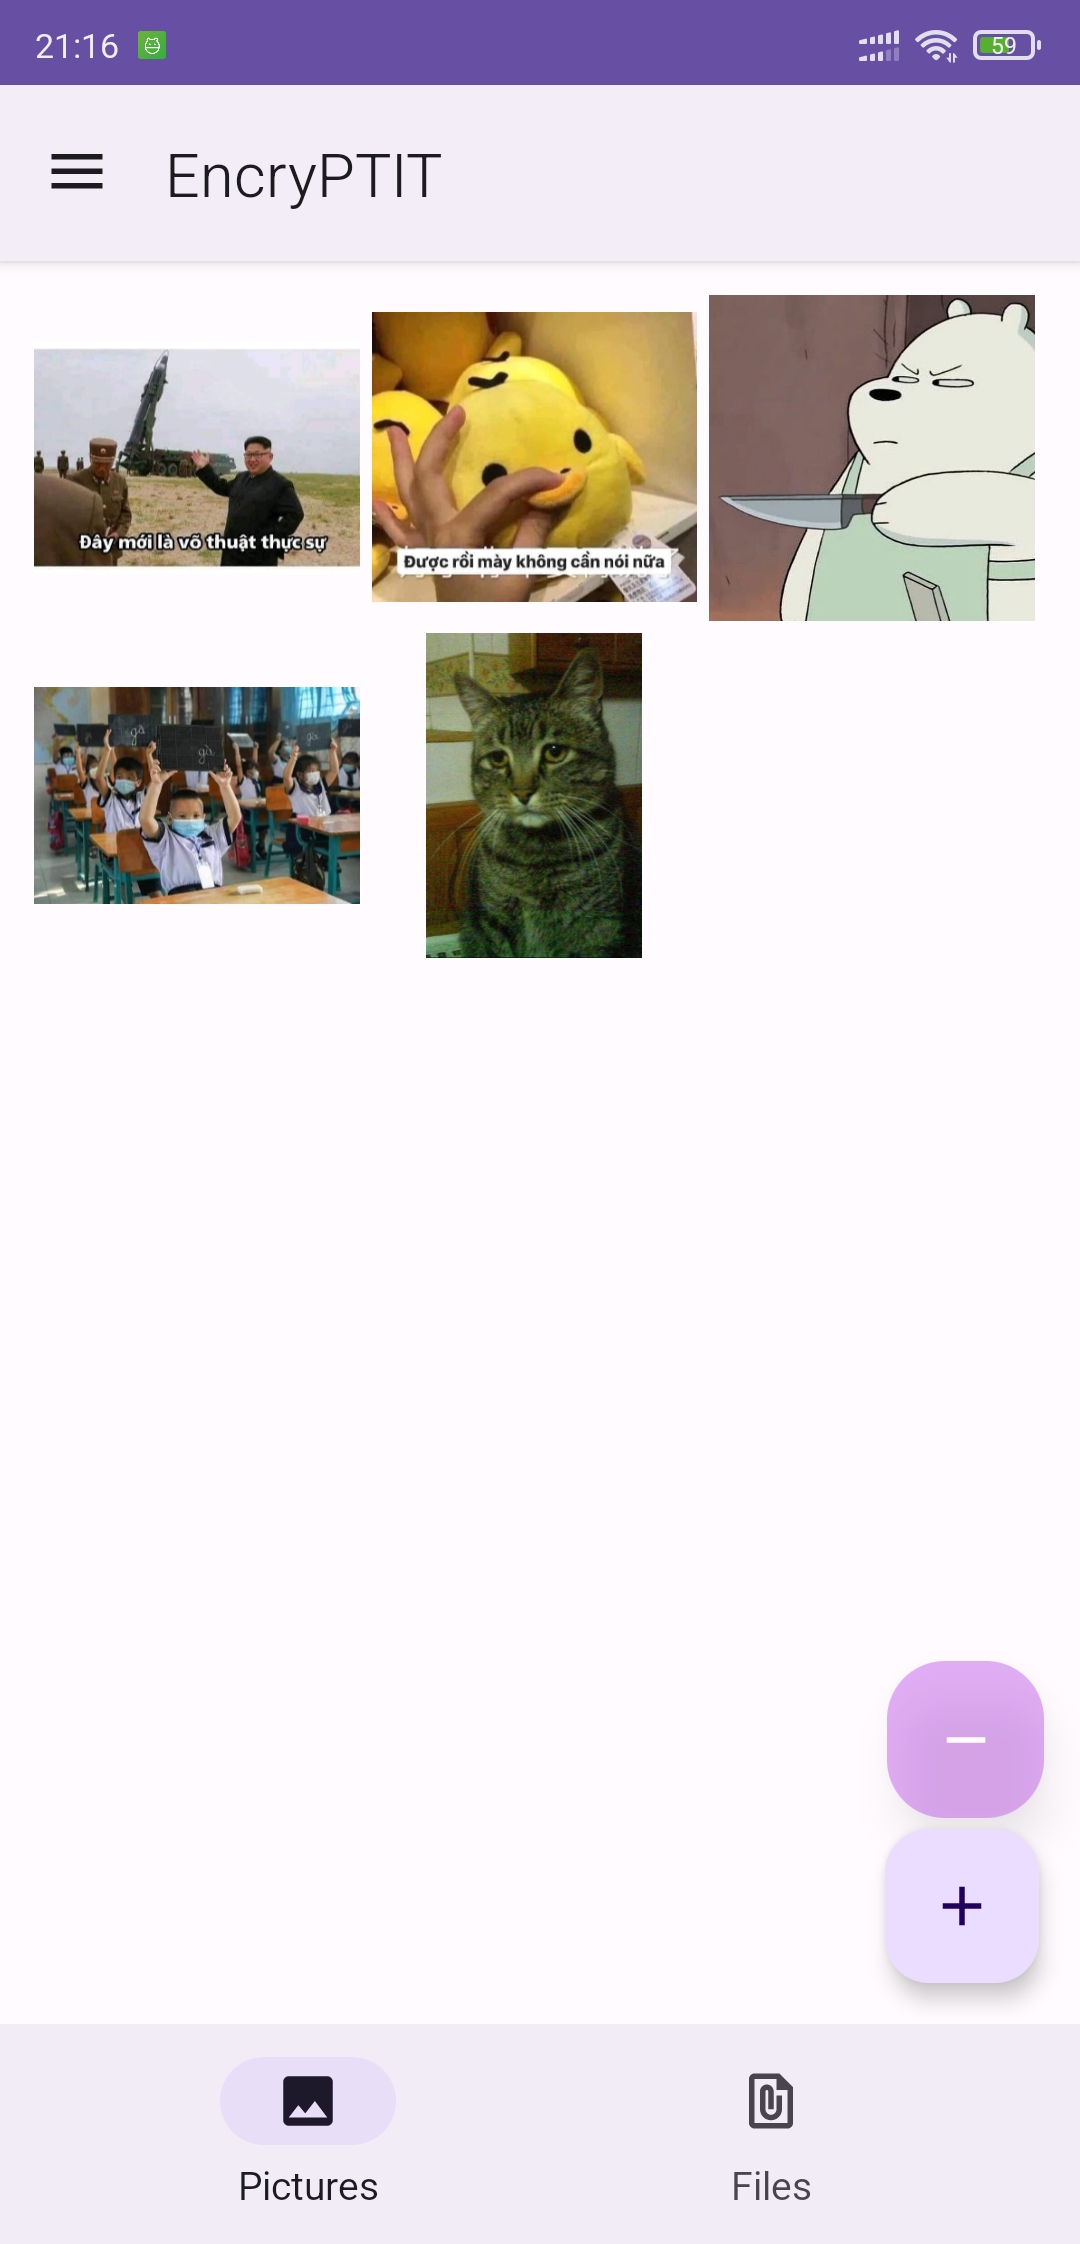 21:16
59
EncryPTIT
Đây mới là võ thuật thực sự
Được rồi mày không cần nói nữa
gà
gà
gà
Pictures
Files